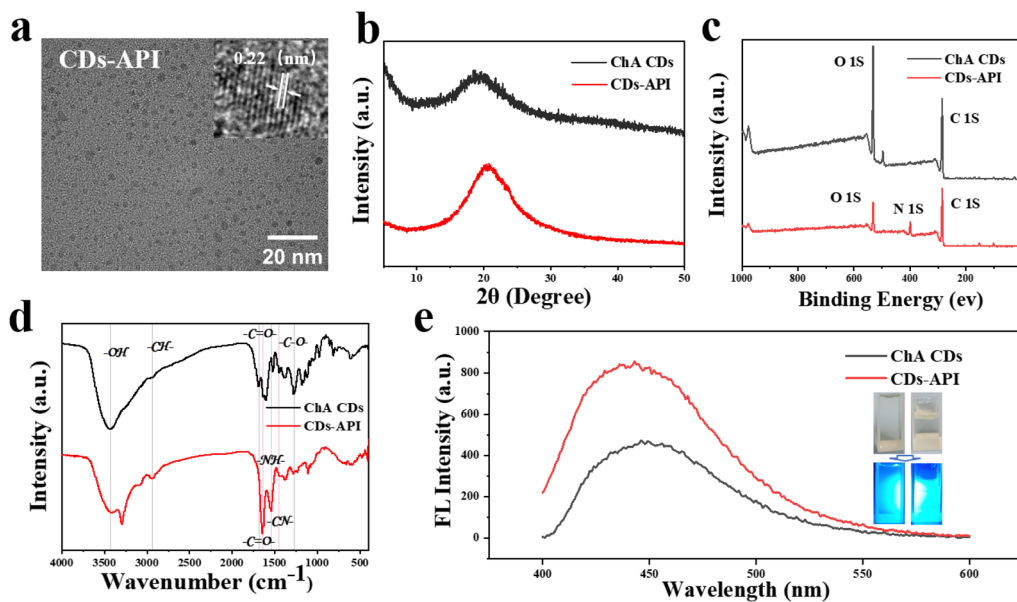 a
CDs-API
0.22 (nm)
20 nm
b
Intensity (a.u.)
ChA CDs
CDs-API
10 20 30 40 50
2θ (Degree)
c
Intensity (a.u.)
O 1S
ChA CDs
CDs-API
C 1S
O 1S
N 1S
C 1S
1000 800 600 400 200
Binding Energy (ev)
d
Intensity (a.u.)
-OH-
-CH-
-C=O-
-C-O-
ChA CDs
CDs-API
-NH-
-CN-
-C=O-
4000 3500 3000 2500 2000 1500 1000 500
Wavenumber (cm-1)
e
FL Intensity (a.u.)
1000
800
600
400
200
0
ChA CDs
CDs-API
400 450 500 550 600
Wavelength (nm)